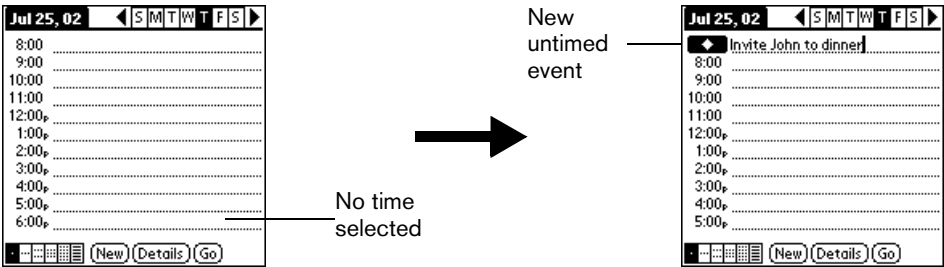 Jul 25, 02 S M T W T F S
8:00
9:00
10:00
11:00
12:00p
1:00p
2:00p
3:00p
4:00p
5:00p
6:00p
New Details Go
No time
selected
New
untimed
event
Jul 25, 02 S M T W T F S
Invite John to dinner
8:00
9:00
10:00
11:00
12:00p
1:00p
2:00p
3:00p
4:00p
5:00p
New Details Go